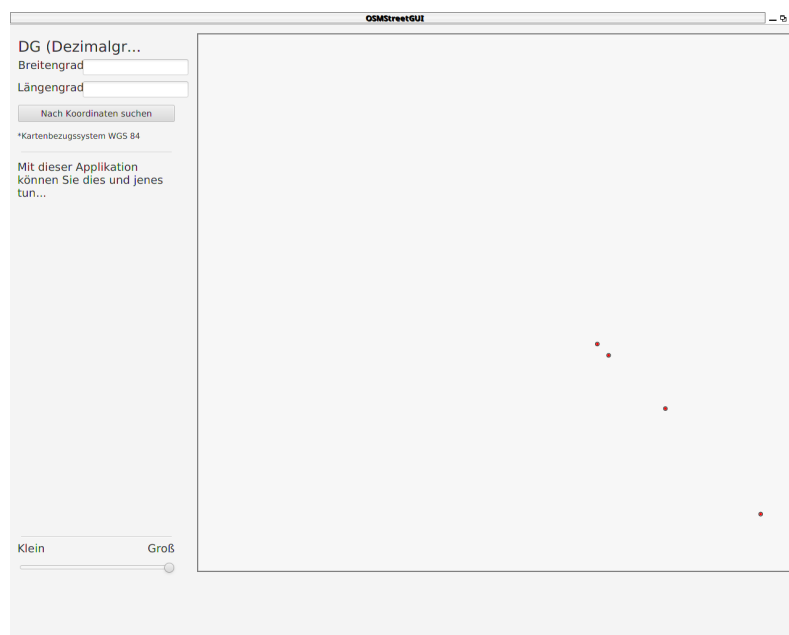 OSMStreetGUI
DG (Dezimalgr...
Breitengrad
Längengrad
Nach Koordinaten suchen
*Kartenbezugssystem WGS 84
Mit dieser Applikation
können Sie dies und jenes
tun...
Klein Groß